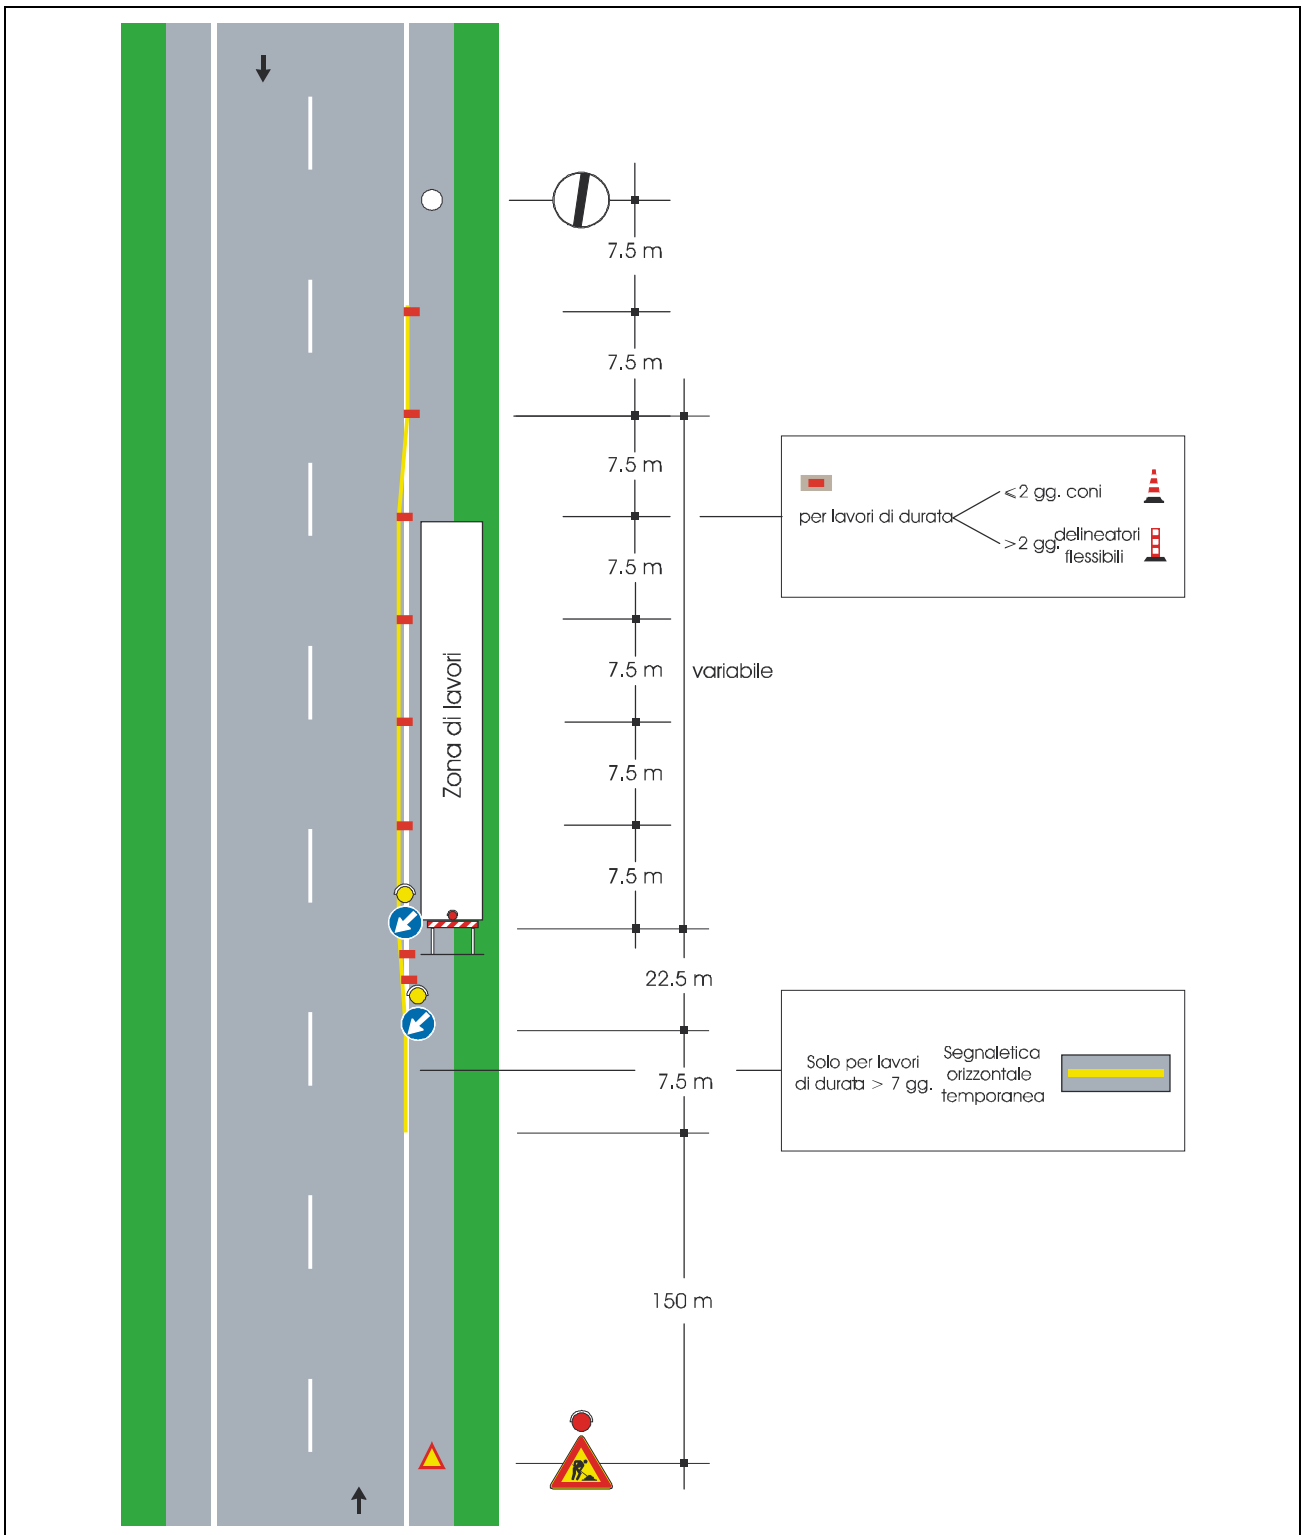 7.5 m
7.5 m
7.5 m
7.5 m
7.5 m
variabile
7.5 m
7.5 m
22.5 m
7.5 m
150 m
Zona di lavori
per lavori di durata
<2 gg. coni
>2 gg.
delineatori
flessibili
Solo per lavori
di durata > 7 gg.
Segnaletica
orizzontale
temporanea